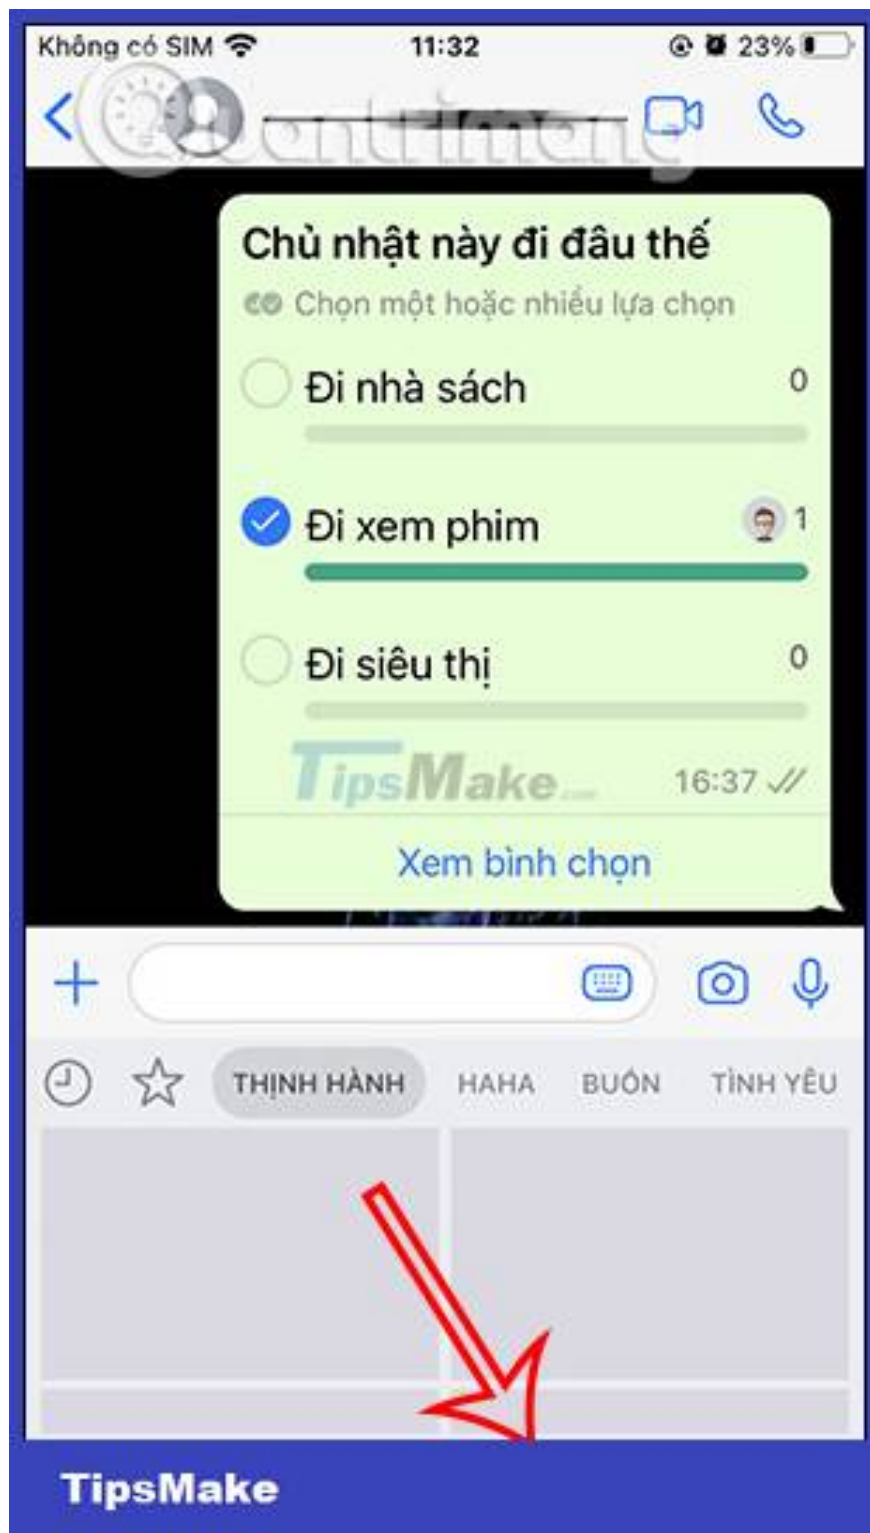 Không có SIM 11:32 23%
@uantrimang
Chủ nhật này đi đâu thế
Chọn một hoặc nhiều lựa chọn
Đi nhà sách 0
Đi xem phim 1
Đi siêu thị 0
TipsMake.com
16:37
Xem bình chọn
THỊNH HÀNH HAHA BUỒN TÌNH YÊU
TipsMake